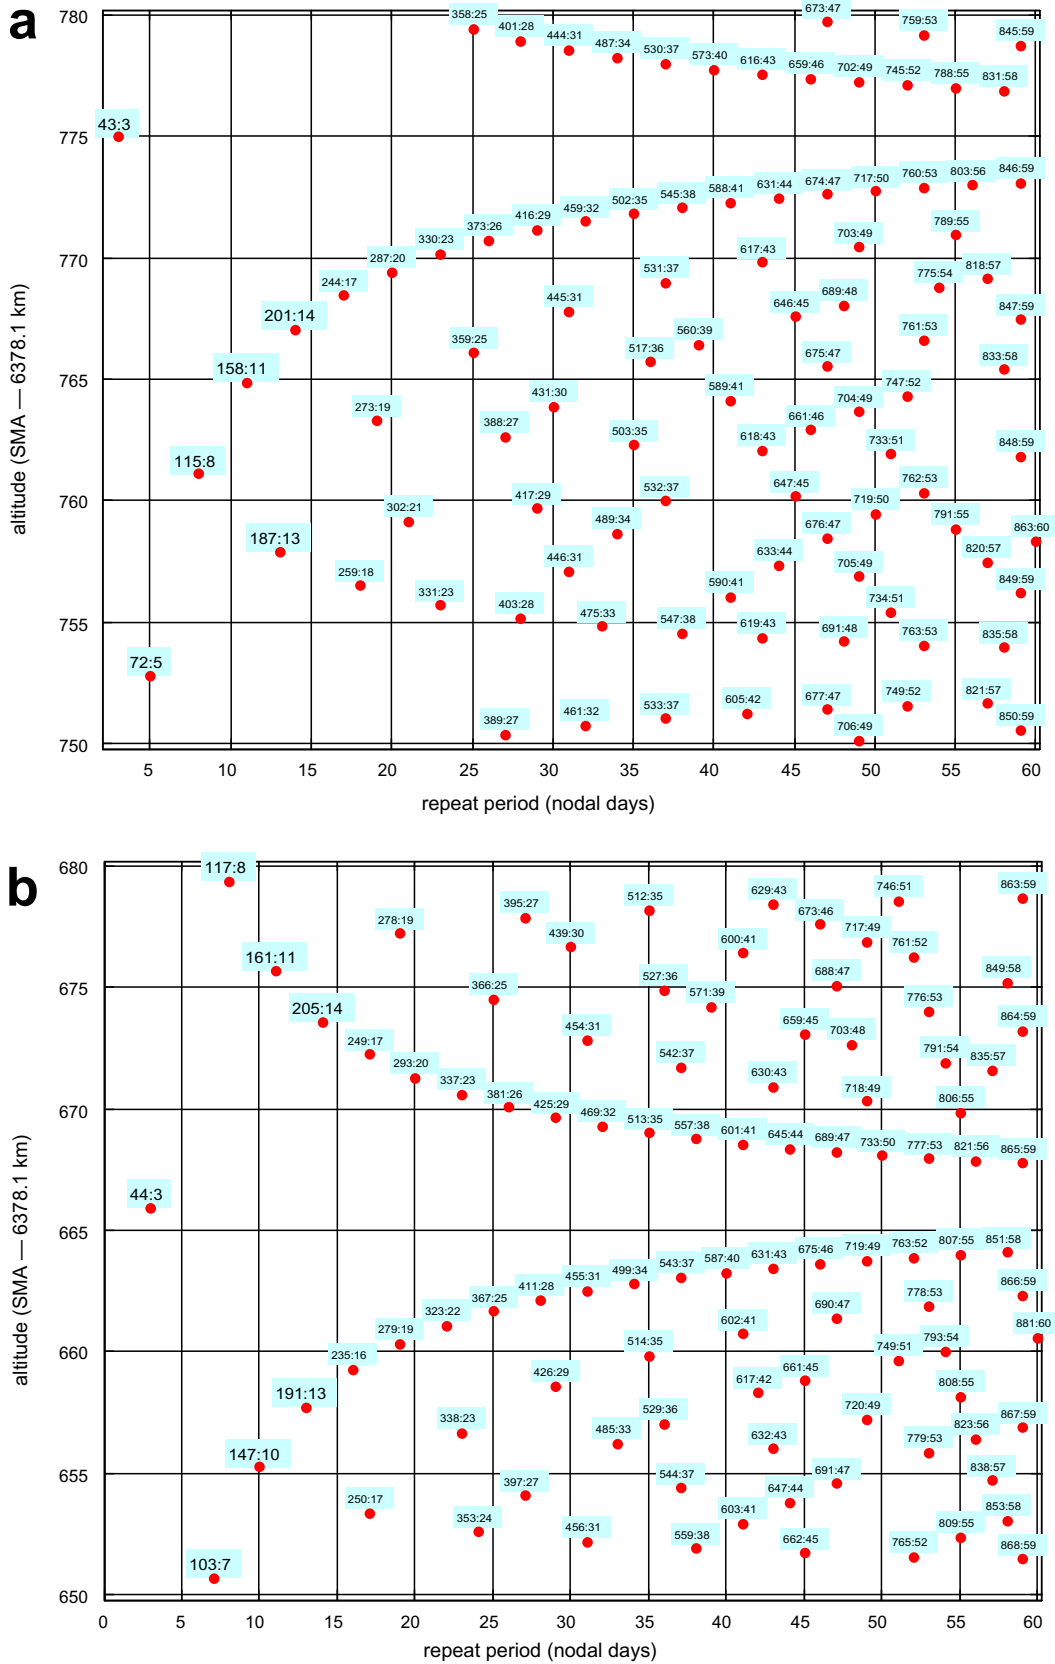 a
780
775
770
765
760
755
750
altitude (SMA — 6378.1 km)
673:47
358:25 401:28 444:31 487:34 530:37 573:40 616:43 659:46 702:49 745:52 788:55 831:58
759:53 845:59
43:3
373:26 416:29 459:32 502:35 545:38 588:41 631:44 674:47 717:50 760:53 803:56 846:59
330:23 703:49 789:55
287:20 617:43
244:17 531:37 689:48 775:54 818:57
201:14 445:31 646:45 847:59
158:11 359:25 517:36 560:39 675:47 761:53 833:58
431:30 589:41 747:52
273:19 388:27 503:35 618:43 661:46 704:49
115:8 733:51 848:59
532:37 647:45 762:53
302:21 417:29 719:50
187:13 489:34 676:47 791:55 863:60
259:18 446:31 633:44 705:49 820:57
331:23 403:28 475:33 590:41 734:51 849:59
547:38 619:43 691:48 763:53 835:58
72:5
389:27 461:32 533:37 605:42 677:47 749:52 821:57
706:49 850:59
5 10 15 20 25 30 35 40 45 50 55 60
repeat period (nodal days)
b
680
675
670
665
660
655
650
altitude (SMA — 6378.1 km)
117:8
278:19 395:27 512:35 629:43 746:51 863:59
439:30 600:41 673:46 717:49 761:52
161:11
366:25 527:36 571:39 688:47 849:58
205:14 776:53
249:17 454:31 659:45 703:48 864:59
293:20 542:37 791:54 835:57
337:23 630:43
381:26 425:29 469:32 513:35 557:38 601:41 645:44 689:47 733:50 777:53 821:56 865:59
718:49 806:55
44:3
367:25 411:28 455:31 499:34 543:37 587:40 631:43 675:46 719:49 763:52 807:55 851:58
323:22 602:41 690:47 778:53 866:59
279:19 881:60
235:16 514:35 749:51 793:54
191:13 426:29 617:42 661:45 808:55
338:23 485:33 529:36 720:49 823:56 867:59
147:10 632:43 779:53
397:27 544:37 691:47 838:57
250:17 353:24 603:41 647:44 853:58
456:31 809:55
103:7 559:38 662:45 765:52 868:59
0 5 10 15 20 25 30 35 40 45 50 55 60
repeat period (nodal days)